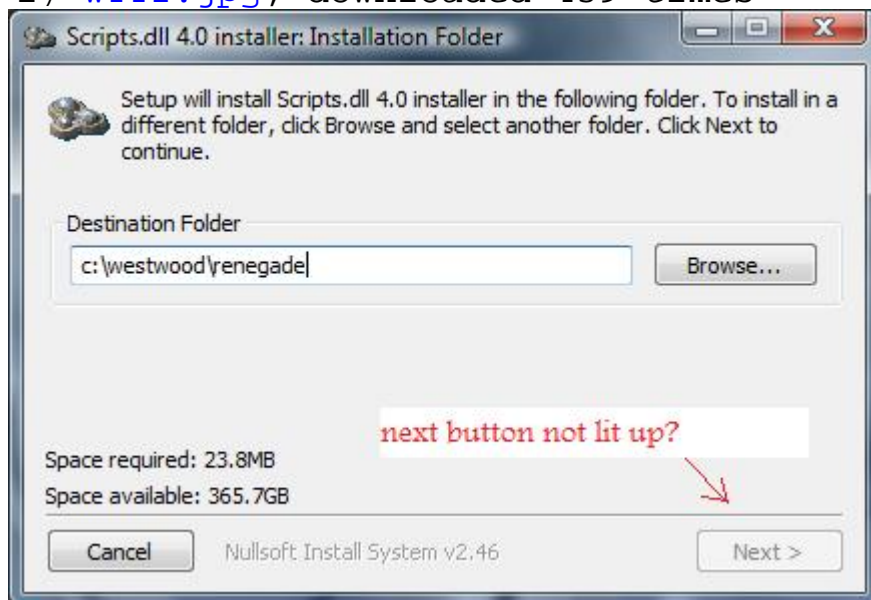 downloaded times
Scripts.dll 4.0 installer: Installation Folder
Setup will install Scripts.dll 4.0 installer in the following folder. To install in a
different folder, click Browse and select another folder. Click Next to
continue.
Destination Folder
c:\westwood\renegade
Browse...
next button not lit up?
Space required: 23.8MB
Space available: 365.7GB
Cancel
Nullsoft Install System v2.46
Next >